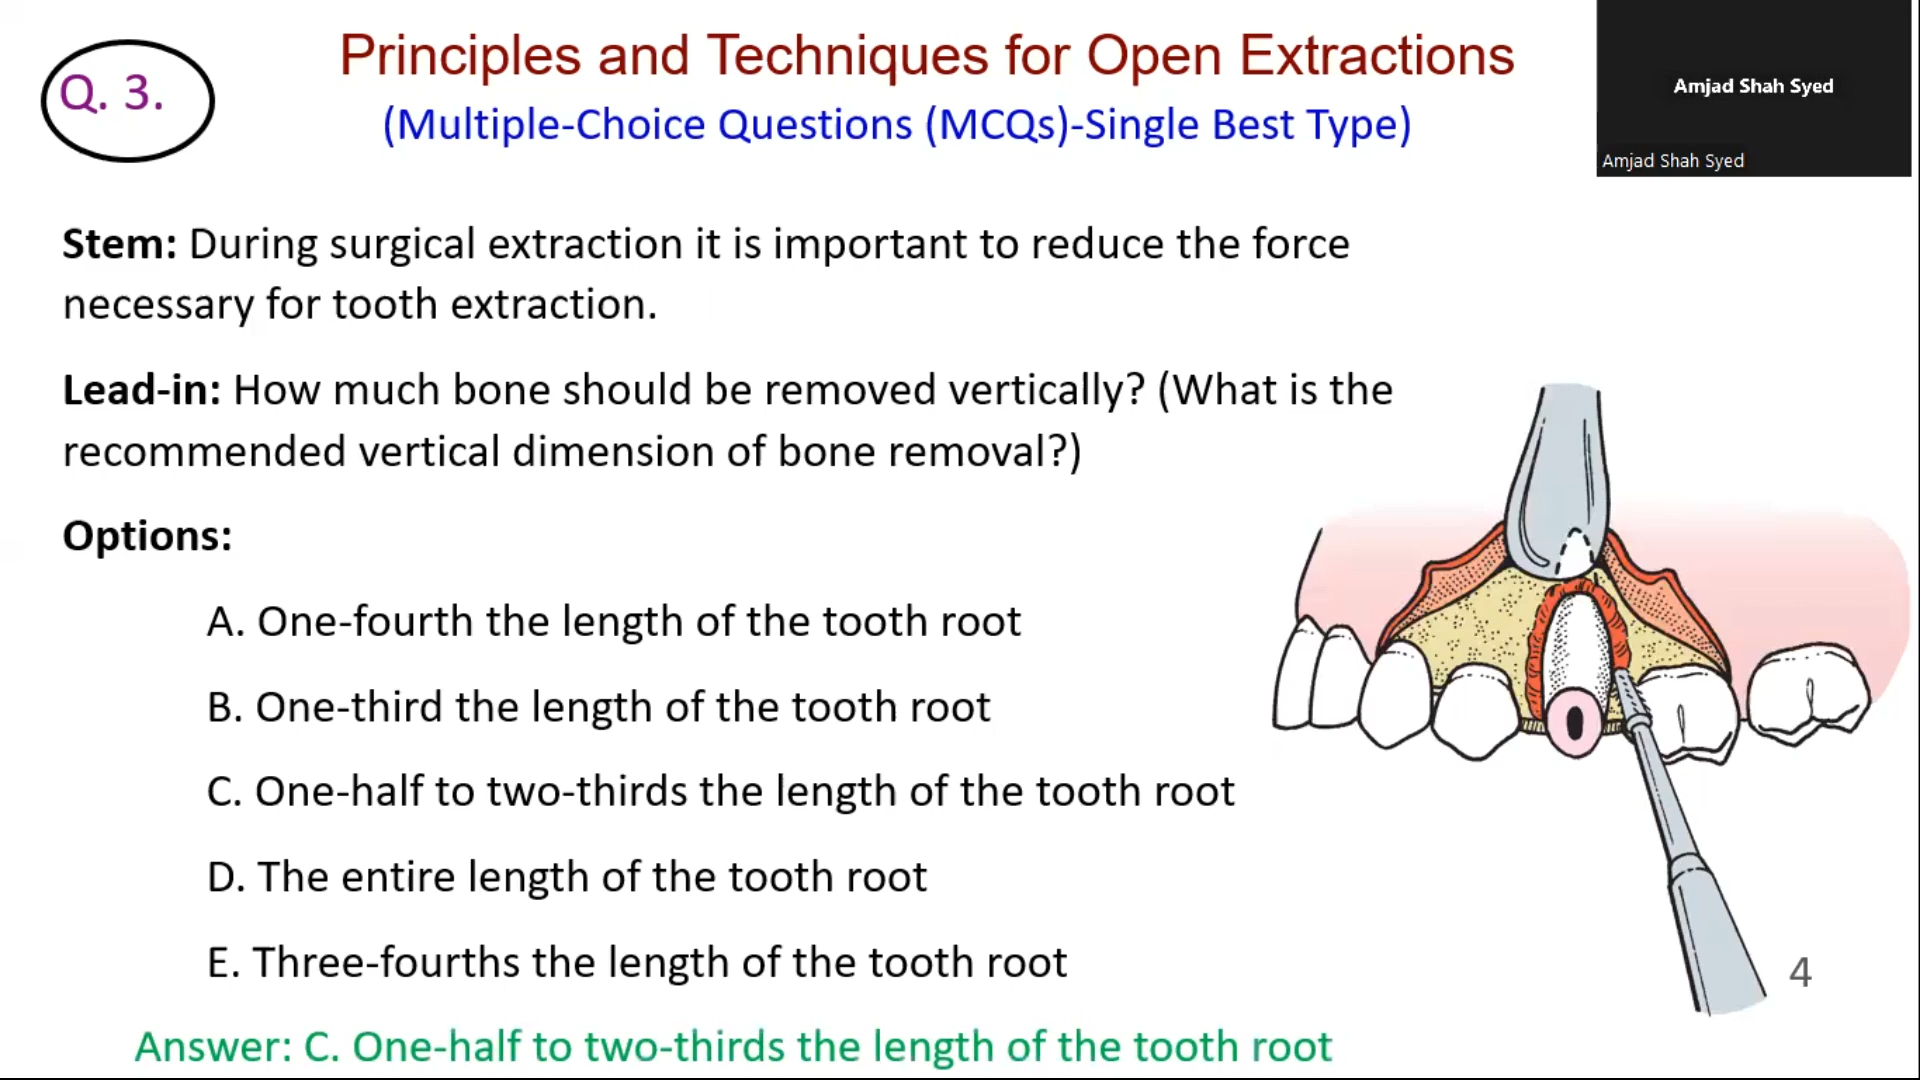 Q. 3.
Principles and Techniques for Open Extractions
(Multiple-Choice Questions (MCQs)-Single Best Type)
Amjad Shah Syed
Amjad Shah Syed
Stem: During surgical extraction it is important to reduce the force
necessary for tooth extraction.
Lead-in: How much bone should be removed vertically? (What is the
recommended vertical dimension of bone removal?)
Options:
A. One-fourth the length of the tooth root
B. One-third the length of the tooth root
C. One-half to two-thirds the length of the tooth root
D. The entire length of the tooth root
E. Three-fourths the length of the tooth root
4
Answer: C. One-half to two-thirds the length of the tooth root